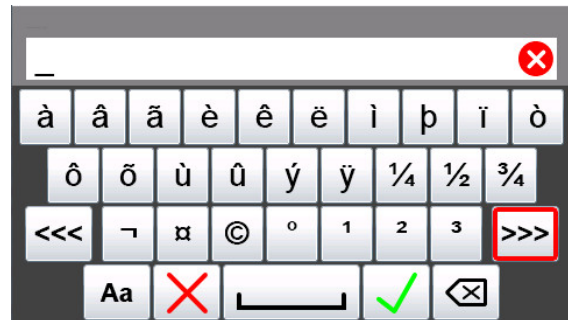 _
à â ã è ê ë ì þ ï ò
ô õ ù û ý ÿ ¼ ½ ¾
<<< ¬ ¤ © º ¹ ² ³ >>>
Aa